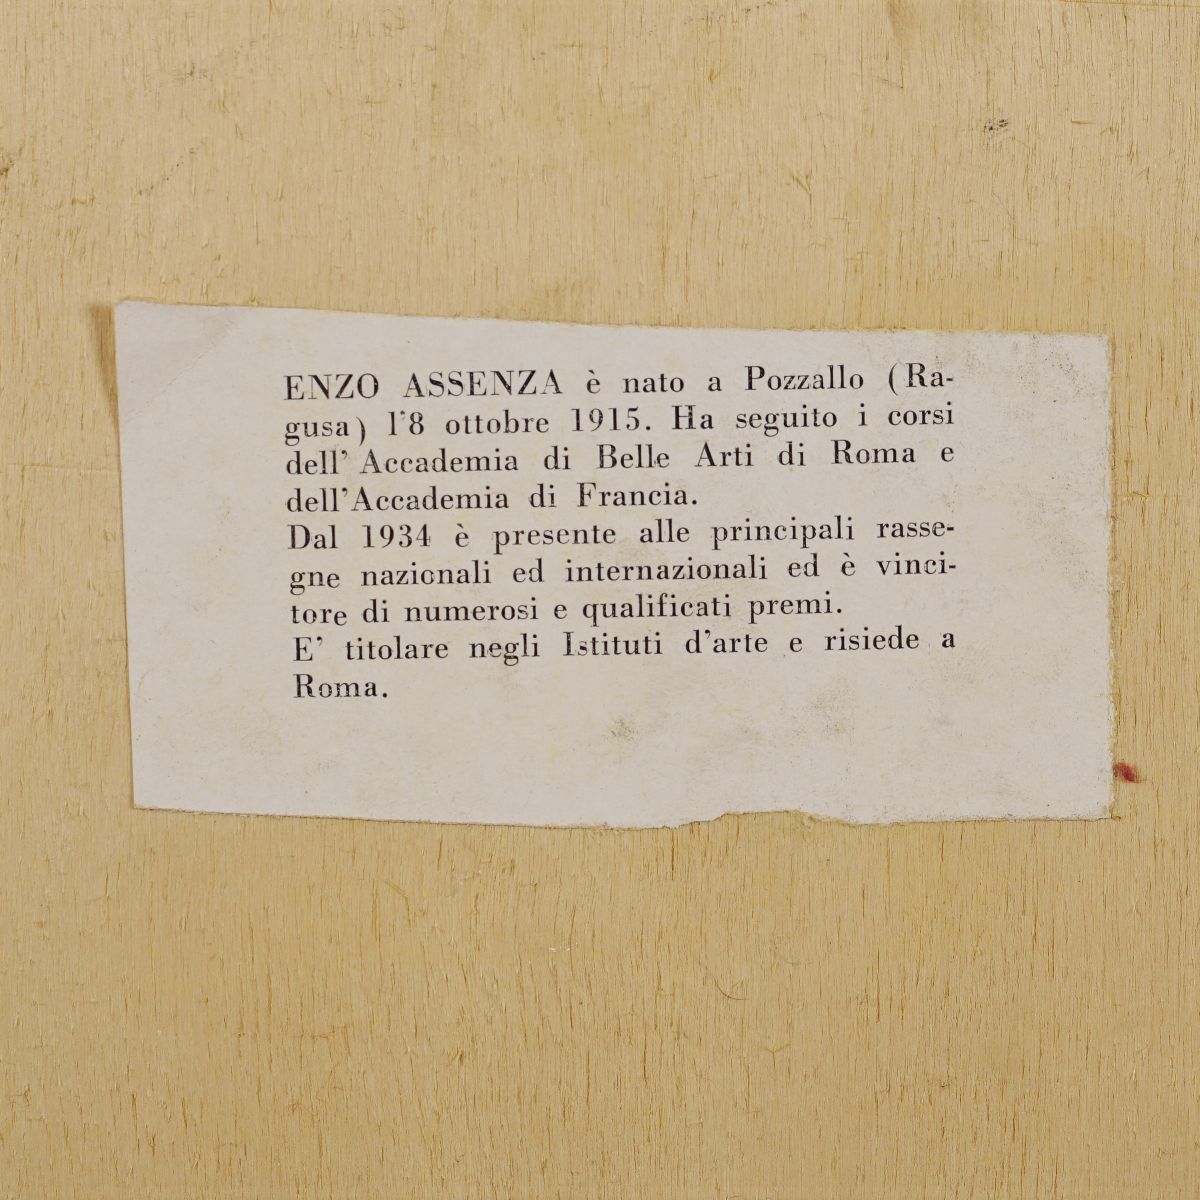 ENZO ASSENZA è nato a Pozzallo (Ra-
gusa) l'8 ottobre 1915. Ha seguito i corsi
dell' Accademia di Belle Arti di Roma e
dell'Accademia di Francia.
Dal 1934 è presente alle principali rasse-
gne nazionali ed internazionali ed è vinci-
tore di numerosi e qualificati premi.
E' titolare negli Istituti d'arte e risiede a
Roma.